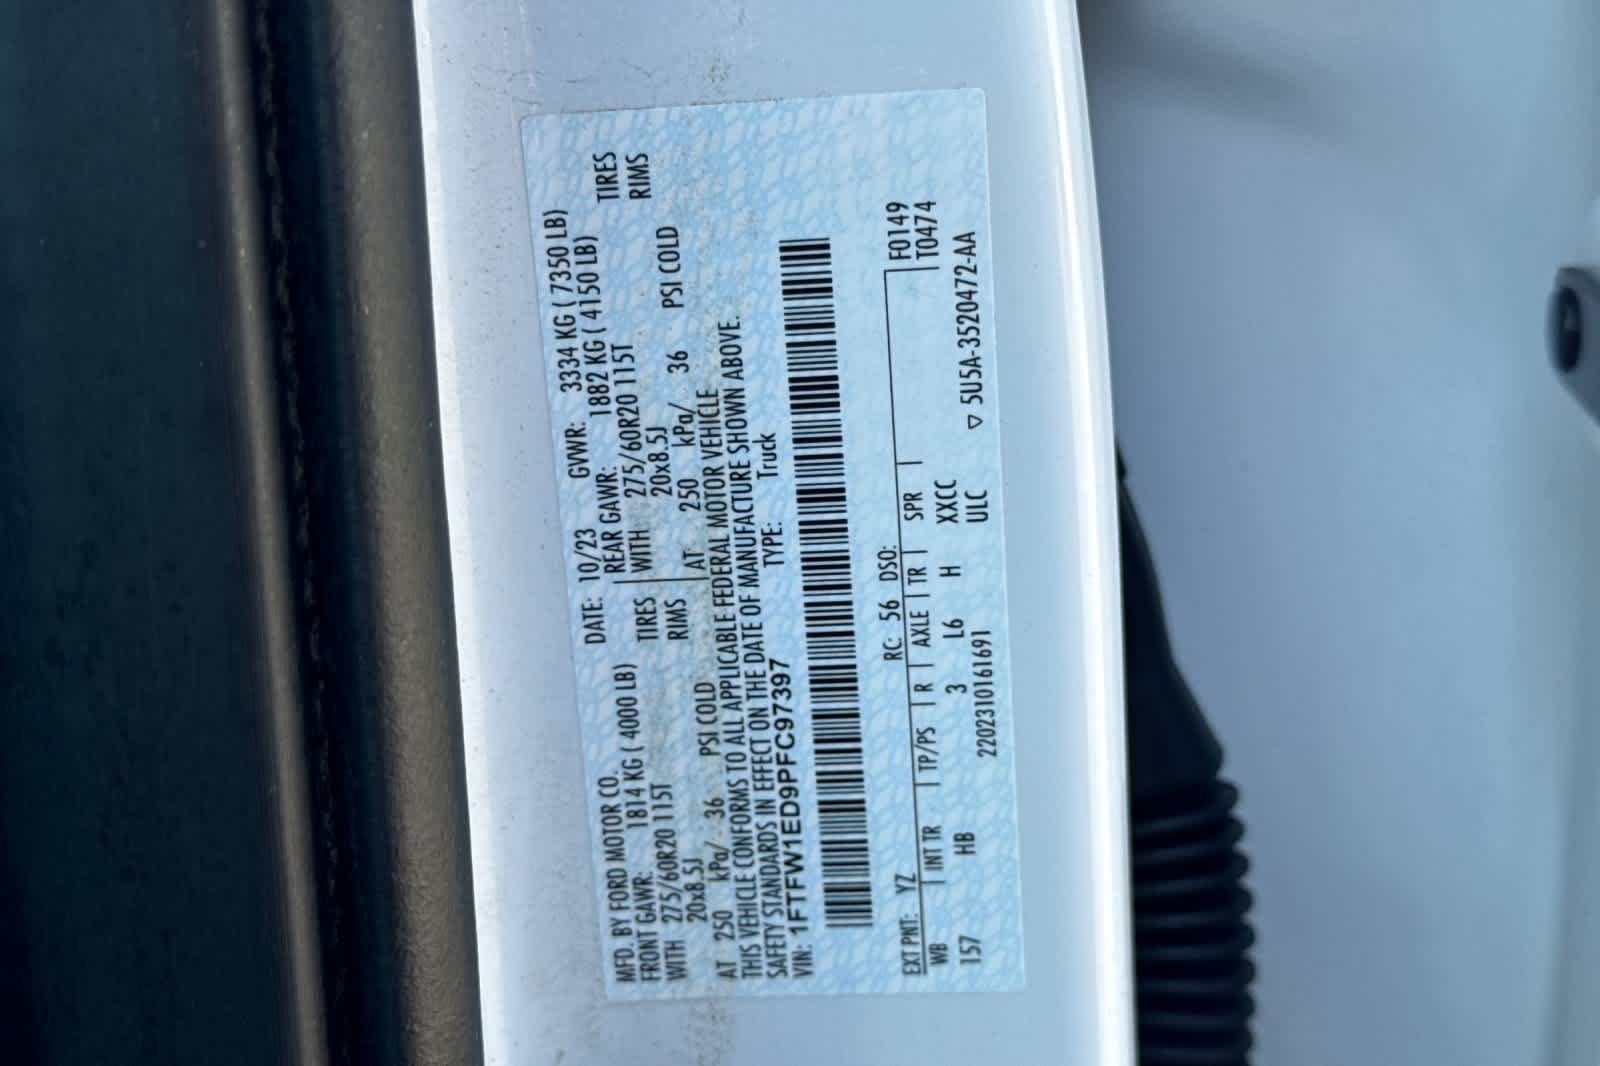 MFD. BY FORD MOTOR CO. DATE: 10/23 GVWR: 3334 KG ( 7350 LB)
FRONT GAWR: 1814 KG ( 4000 LB) REAR GAWR: 1882 KG ( 4150 LB)
WITH 275/60R20 115T TIRES WITH 275/60R20 115T TIRES
20x8.5J RIMS 20x8.5J RIMS
AT 250 kPa/ 36 PSI COLD AT 250 kPa/ 36 PSI COLD
THIS VEHICLE CONFORMS TO ALL APPLICABLE FEDERAL MOTOR VEHICLE
SAFETY STANDARDS IN EFFECT ON THE DATE OF MANUFACTURE SHOWN ABOVE.
VIN: 1FTFW1ED9PFC97397 TYPE: Truck
EXT PNT: YZ RC: 56 DSO: F0149
WB INT TR TP/PS R AXLE TR SPR T0474
157 HB 3 L6 H XXCC
2202310161691 ULC ▽ 5U5A-3520472-AA